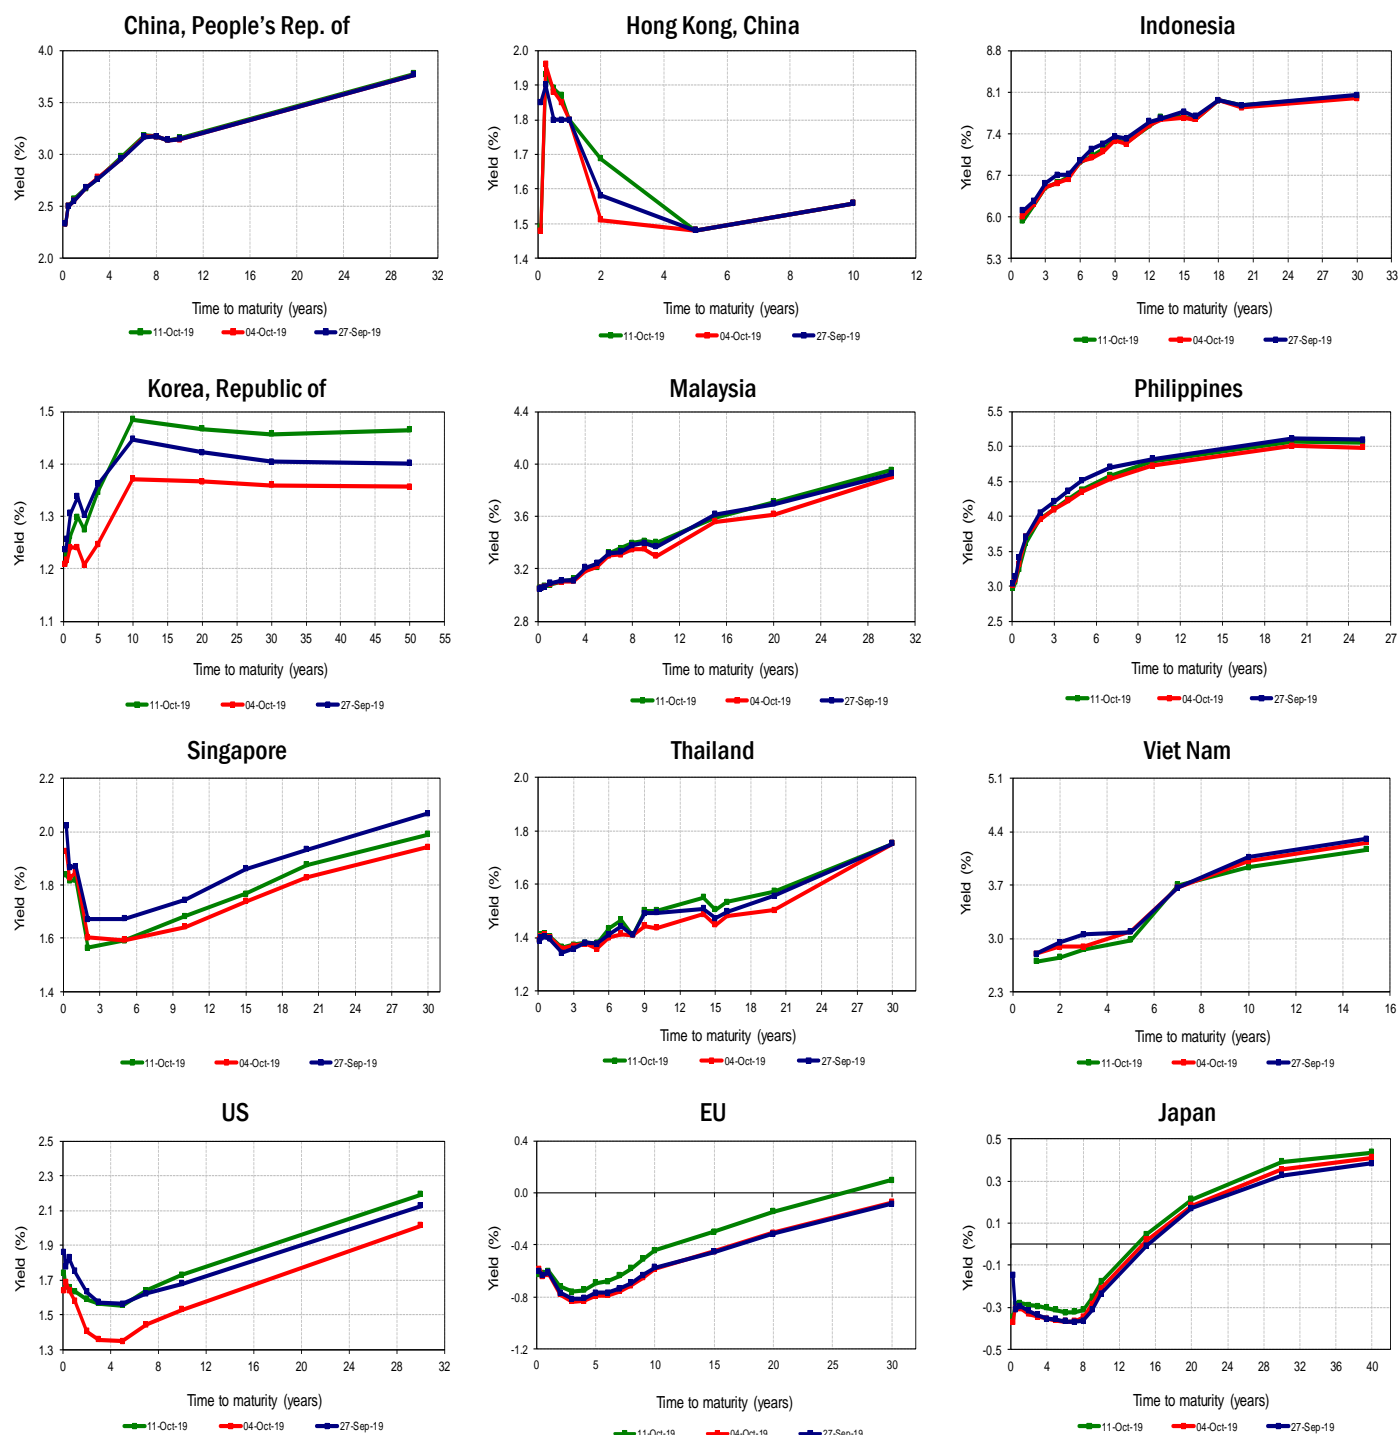 China, People's Rep. of
Hong Kong, China
Indonesia
4.0
3.5
3.0
2.5
2.0
Yield (%)
0 4 8 12 16 20 24 28 32
Time to maturity (years)
11-Oct-19 04-Oct-19 27-Sep-19
2.0
1.9
1.8
1.7
1.6
1.5
1.4
Yield (%)
0 2 4 6 8 10 12
Time to maturity (years)
11-Oct-19 04-Oct-19 27-Sep-19
8.8
8.1
7.4
6.7
6.0
5.3
Yield (%)
0 3 6 9 12 15 18 21 24 27 30 33
Time to maturity (years)
11-Oct-19 04-Oct-19 27-Sep-19
Korea, Republic of
Malaysia
Philippines
1.5
1.4
1.3
1.2
1.1
Yield (%)
0 5 10 15 20 25 30 35 40 45 50 55
Time to maturity (years)
11-Oct-19 04-Oct-19 27-Sep-19
4.4
4.0
3.6
3.2
2.8
Yield (%)
0 4 8 12 16 20 24 28 32
Time to maturity (years)
11-Oct-19 04-Oct-19 27-Sep-19
5.5
5.0
4.5
4.0
3.5
3.0
2.5
Yield (%)
0 3 6 9 12 15 18 21 24 27
Time to maturity (years)
11-Oct-19 04-Oct-19 27-Sep-19
Singapore
Thailand
Viet Nam
2.2
2.0
1.8
1.6
1.4
Yield (%)
0 3 6 9 12 15 18 21 24 27 30
Time to maturity (years)
11-Oct-19 04-Oct-19 27-Sep-19
2.0
1.8
1.6
1.4
1.2
Yield (%)
0 3 6 9 12 15 18 21 24 27 30
Time to maturity (years)
11-Oct-19 04-Oct-19 27-Sep-19
5.1
4.4
3.7
3.0
2.3
Yield (%)
0 2 4 6 8 10 12 14 16
Time to maturity (years)
11-Oct-19 04-Oct-19 27-Sep-19
US
EU
Japan
2.5
2.3
2.1
1.9
1.7
1.5
1.3
Yield (%)
0 4 8 12 16 20 24 28 32
Time to maturity (years)
11-Oct-19 04-Oct-19 27-Sep-19
0.4
0.0
-0.4
-0.8
-1.2
Yield (%)
0 5 10 15 20 25 30
Time to maturity (years)
11-Oct-19 04-Oct-19 27-Sep-19
0.5
0.3
0.1
-0.1
-0.3
-0.5
Yield (%)
0 4 8 12 16 20 24 28 32 36 40
Time to maturity (years)
11-Oct-19 04-Oct-19 27-Sep-19